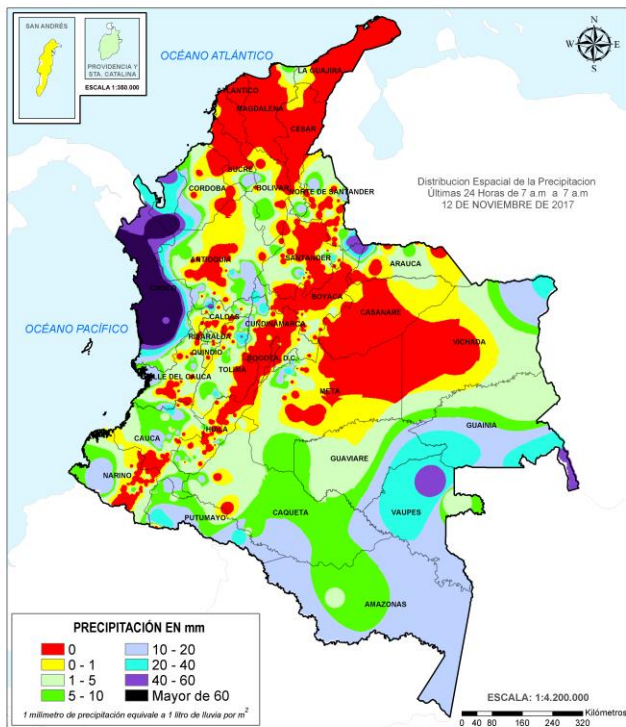 SAN ANDRÉS
PROVIDENCIA Y
STA. CATALINA
ESCALA 1:380.000
OCÉANO ATLÁNTICO
N
W E
S
LA GUAJIRA
ATLANTICO
MAGDALENA
CESAR
SUCRE
CORDOBA
BOLIVAR
NORTE DE SANTANDER
Distribucion Espacial de la Precipitacion
Últimas 24 Horas de 7 a.m a 7 a.m
12 DE NOVIEMBRE DE 2017
ANTIOQUIA
SANTANDER
ARAUCA
CHOCO
BOYACA
CASANARE
OCÉANO PACÍFICO
CALDAS
CUNDINAMARCA
RISARALDA
VICHADA
QUINDIO
BOGOTA, D.C.
TOLIMA
VALLE DEL CAUCA
META
HUILA
GUAINIA
CAUCA
GUAVIARE
NARIÑO
CAQUETA
VAUPES
PUTUMAYO
AMAZONAS
PRECIPITACIÓN EN mm
0 10 - 20
0 - 1 20 - 40
1 - 5 40 - 60
5 - 10 Mayor de 60
1 milimetro de precipitación equivale a 1 litro de lluvia por m²
ESCALA: 1:4.200.000
Kilómetros
0 40 80 160 240 320